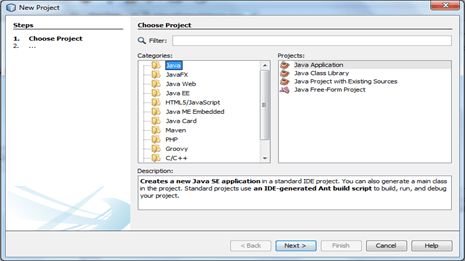 New Project
Steps
1. Choose Project
2. ...
Choose Project
Filter:
Categories:
Java
JavaFX
Java Web
Java EE
HTML5/JavaScript
Java ME Embedded
Java Card
Maven
PHP
Groovy
C/C++
Projects:
Java Application
Java Class Library
Java Project with Existing Sources
Java Free-Form Project
Description:
Creates a new Java SE application in a standard IDE project. You can also generate a main class
in the project. Standard projects use an IDE-generated Ant build script to build, run, and debug
your project.
< Back
Next >
Finish
Cancel
Help